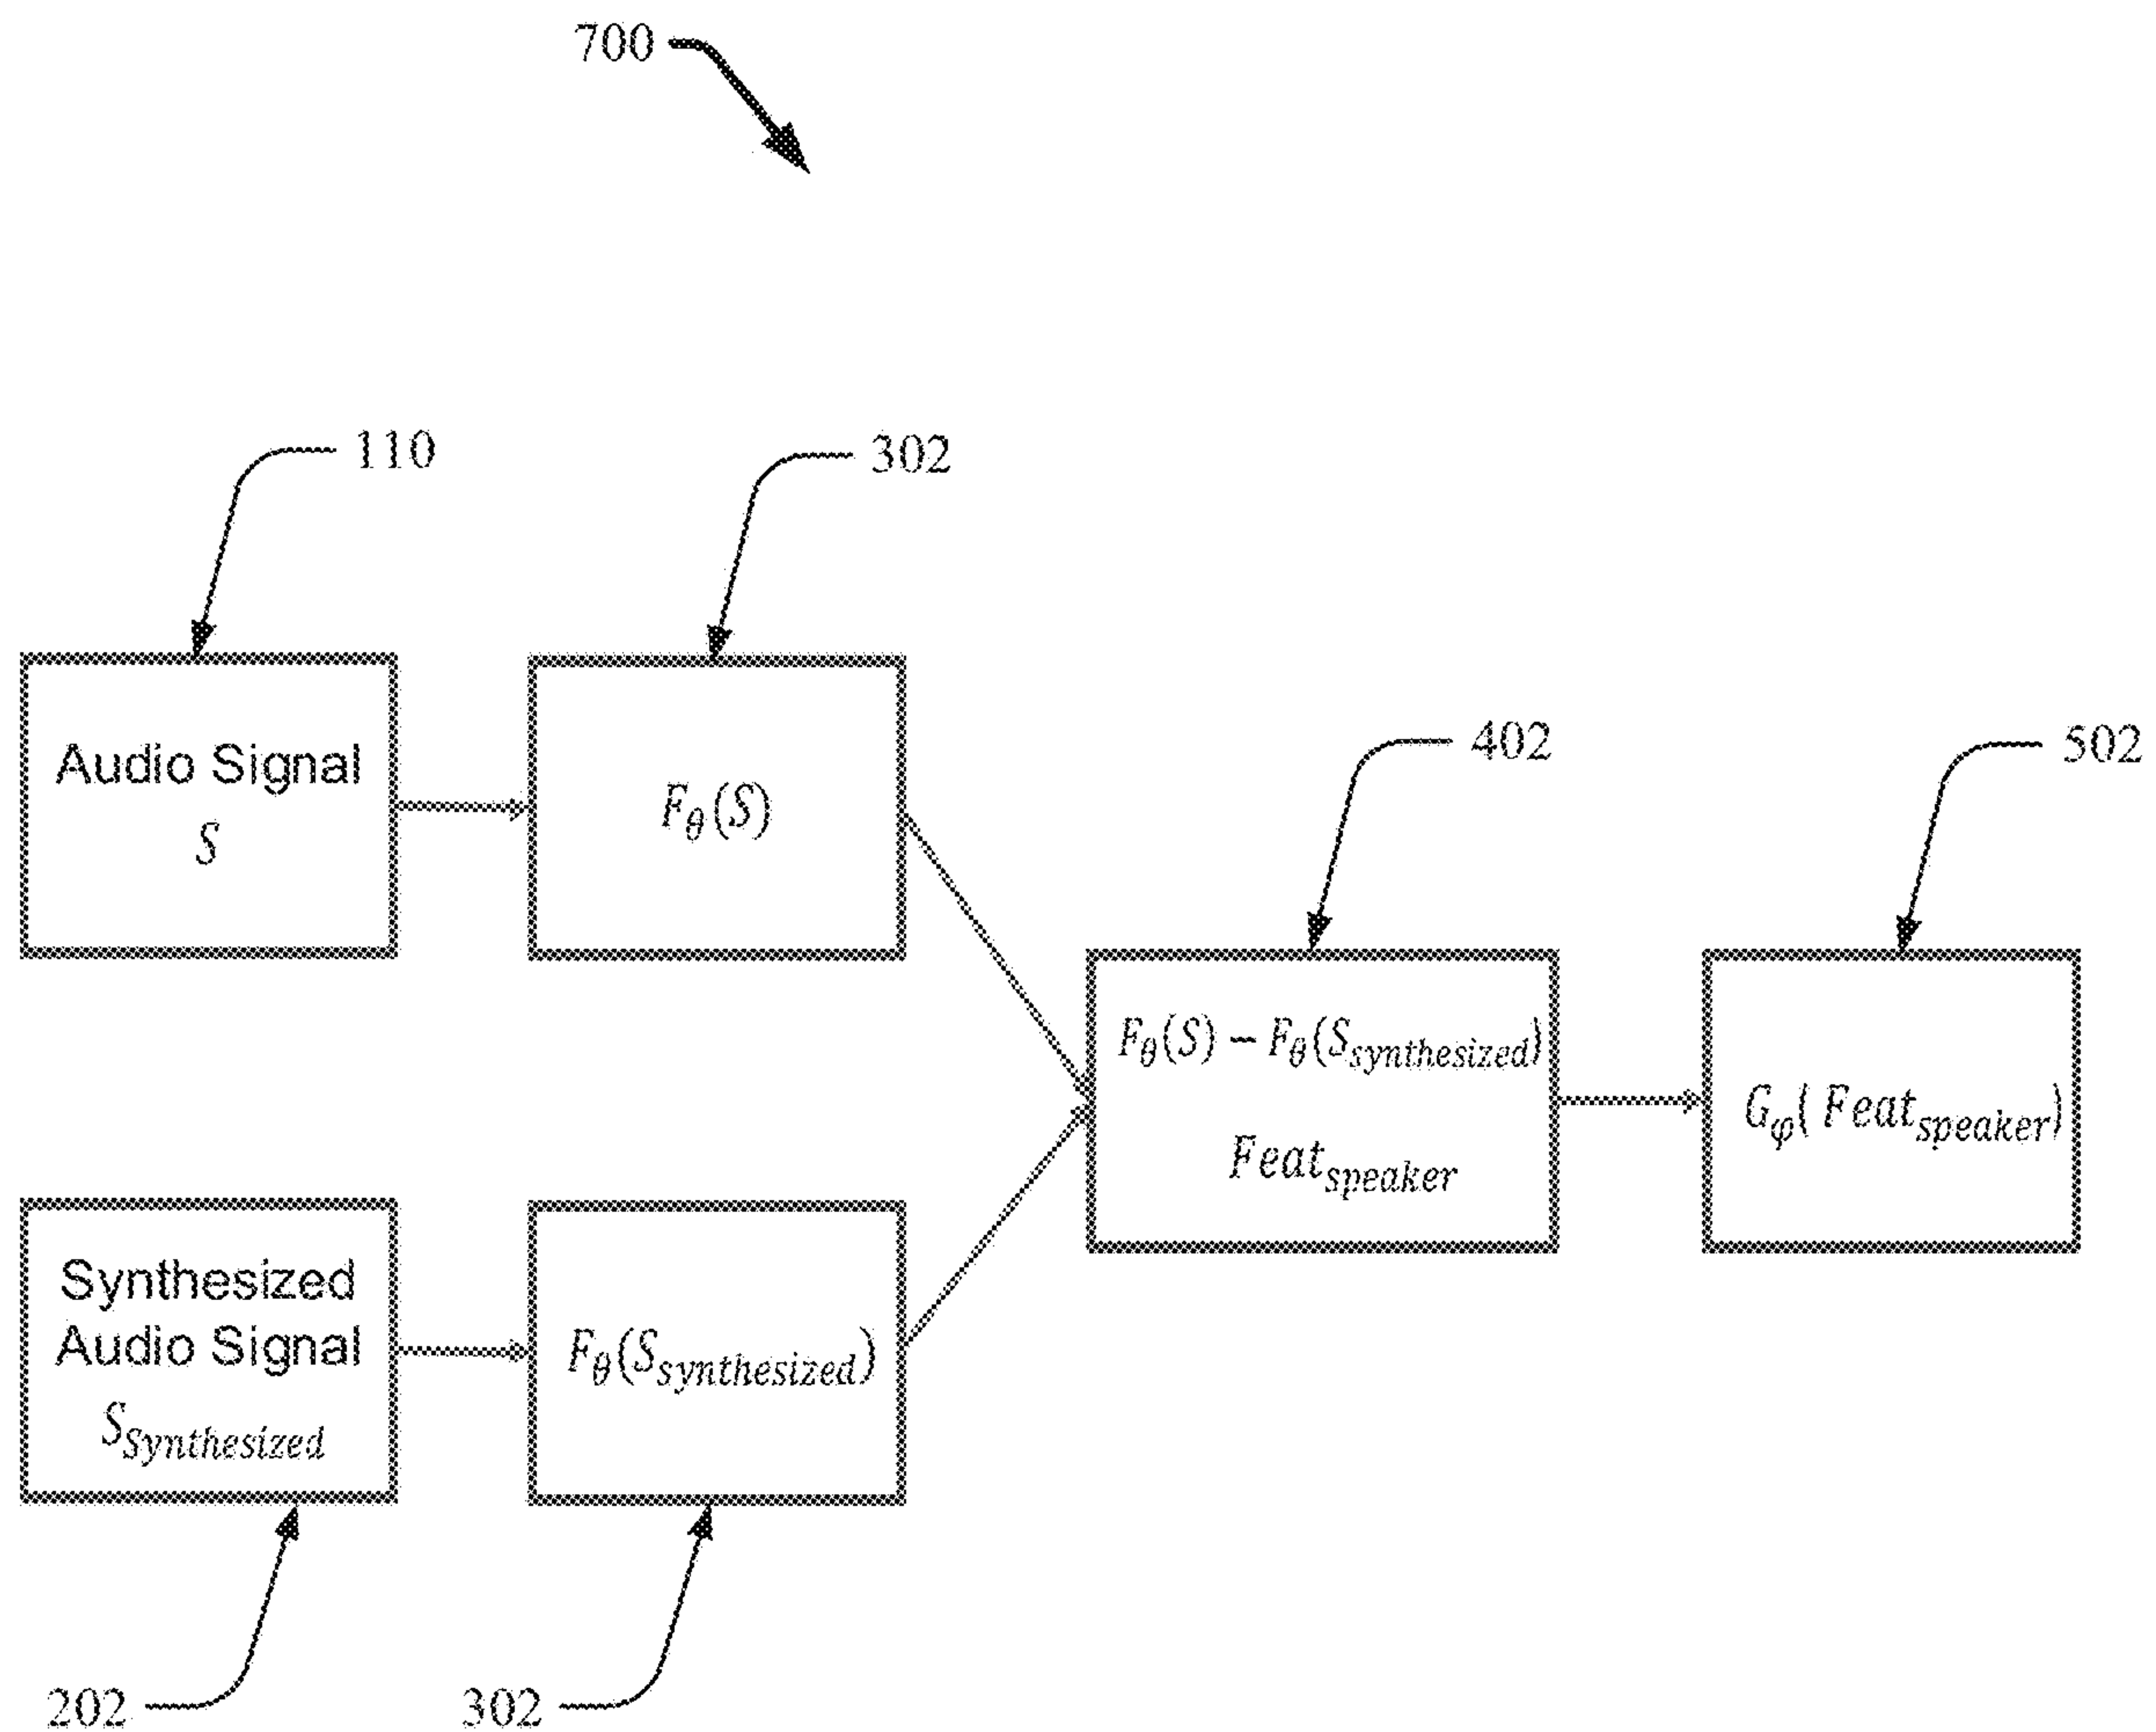 700
110
302
Audio Signal
S
F_θ(S)
402
502
F_θ(S) − F_θ(S_synthesized)
Feat_speaker
G_φ( Feat_speaker)
Synthesized
Audio Signal
S_Synthesized
F_θ(S_synthesized)
202
302